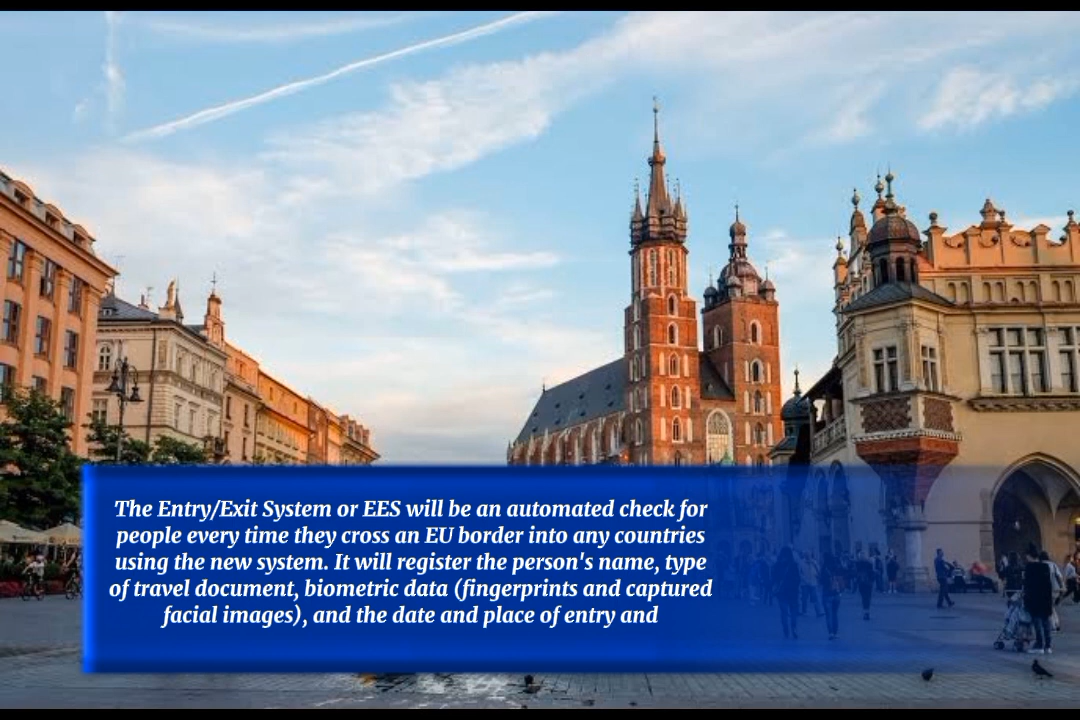 The Entry/Exit System or EES will be an automated check for
people every time they cross an EU border into any countries
using the new system. It will register the person's name, type
of travel document, biometric data (fingerprints and captured
facial images), and the date and place of entry and